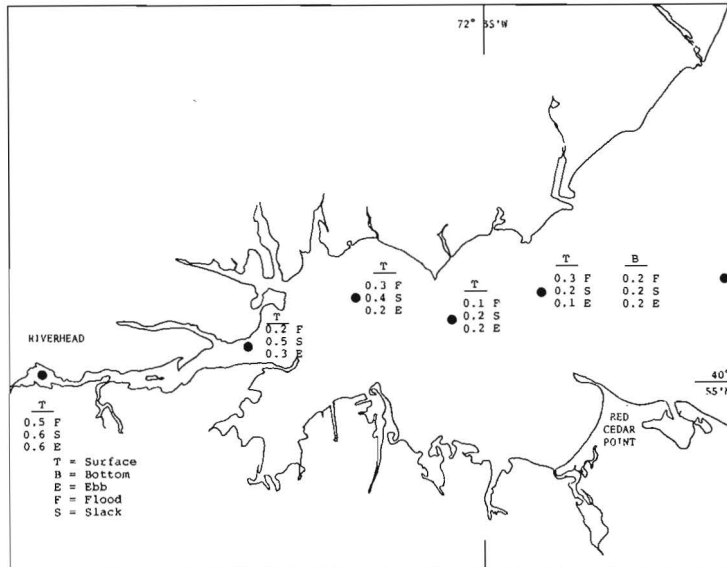 72° 35'W
T B
0.3 F 0.2 F
0.2 S 0.2 S
0.1 E 0.2 E
T
0.3 F
0.4 S
0.2 E
T
0.1 F
0.2 S
0.2 E
T
0.2 F
0.5 S
0.3 E
RIVERHEAD
T
0.5 F
0.6 S
0.6 E
40°
55'N
RED
CEDAR
POINT
T = Surface
B = Bottom
E = Ebb
F = Flood
S = Slack